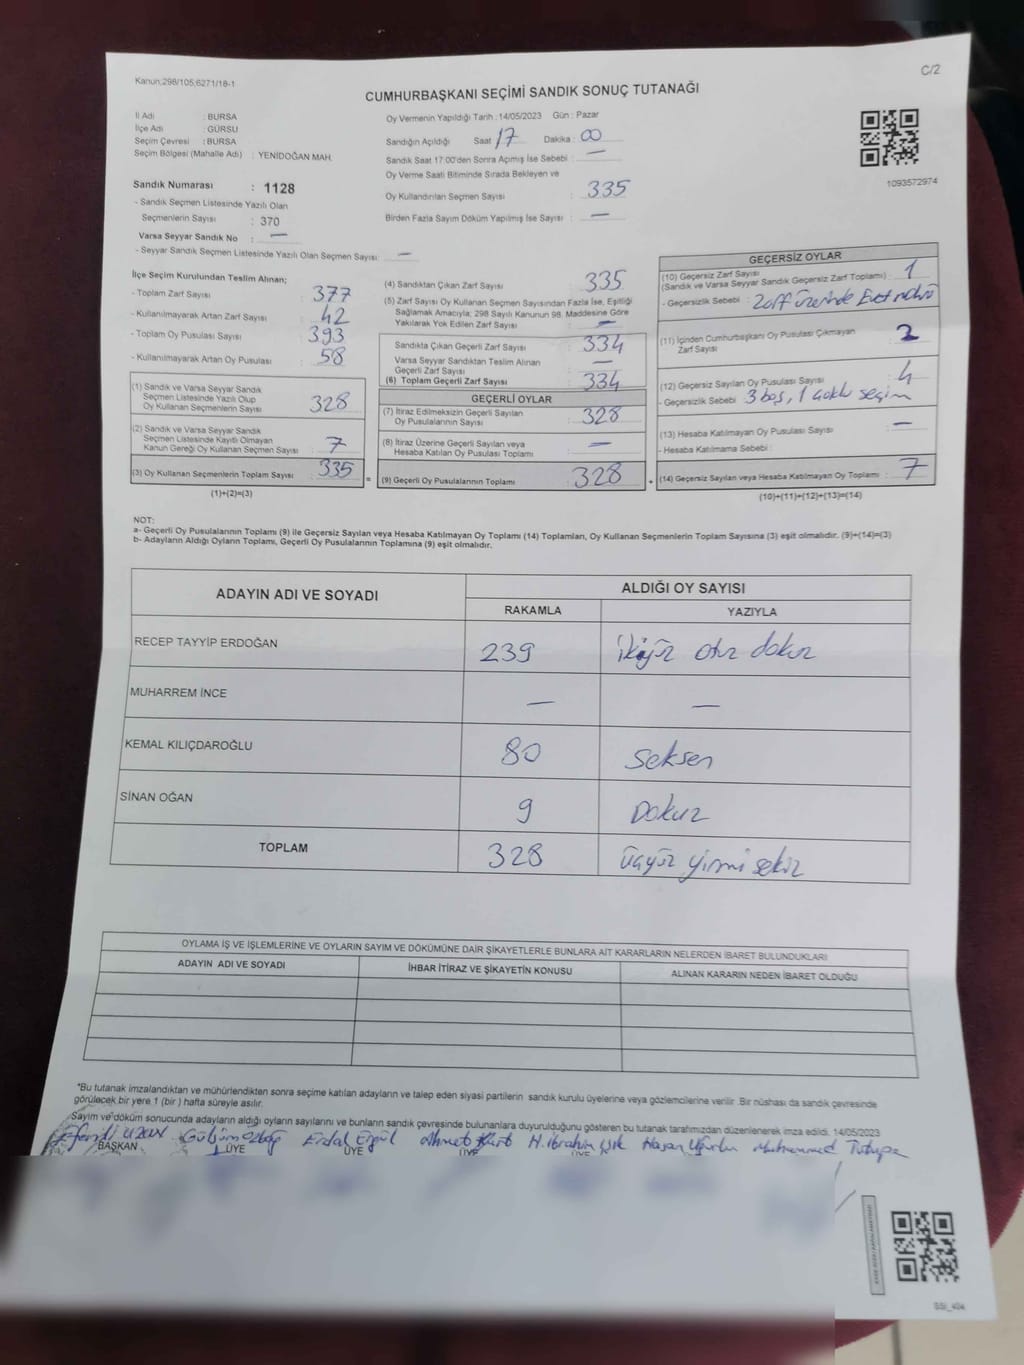 Kanun;298/105;6271/18-1
C/2
CUMHURBAŞKANI SEÇİMİ SANDIK SONUÇ TUTANAĞI
İl Adı : BURSA
İlçe Adı : GÜRSU
Seçim Çevresi : BURSA
Seçim Bölgesi (Mahalle Adı) : YENİDOĞAN MAH.
Oy Vermenin Yapıldığı Tarih : 14/05/2023 Gün : Pazar
Sandığın Açıldığı Saat 17 Dakika : 00
Sandık Saat 17:00'den Sonra Açımış İse Sebebi : —
Oy Verme Saati Bitiminde Sırada Bekleyen ve
Oy Kullandırılan Seçmen Sayısı : 335
Birden Fazla Sayım Döküm Yapılmış İse Sayısı : —
1093572974
Sandık Numarası : 1128
- Sandık Seçmen Listesinde Yazılı Olan
Seçmenlerin Sayısı : 370
Varsa Seyyar Sandık No : —
- Seyyar Sandık Seçmen Listesinde Yazılı Olan Seçmen Sayısı: —
İlçe Seçim Kurulundan Teslim Alınan;
- Toplam Zarf Sayısı : 377
- Kullanılmayarak Artan Zarf Sayısı : 42
- Toplam Oy Pusulası Sayısı : 393
- Kullanılmayarak Artan Oy Pusulası : 58
(1) Sandık ve Varsa Seyyar Sandık
Seçmen Listesinde Yazılı Olup
Oy Kullanan Seçmenlerin Sayısı : 328
(2) Sandık ve Varsa Seyyar Sandık
Seçmen Listesinde Kayıtlı Olmayan
Kanun Gereği Oy Kullanan Seçmen Sayısı : 7
(3) Oy Kullanan Seçmenlerin Toplam Sayısı : 335
(1)+(2)=(3)
(4) Sandıktan Çıkan Zarf Sayısı : 335
(5) Zarf Sayısı Oy Kullanan Seçmen Sayısından Fazla İse, Eşitliği
Sağlamak Amacıyla; 298 Sayılı Kanunun 98. Maddesine Göre
Yakılarak Yok Edilen Zarf Sayısı : —
Sandıkta Çıkan Geçerli Zarf Sayısı : 334
Varsa Seyyar Sandıktan Teslim Alınan
Geçerli Zarf Sayısı : —
(6) Toplam Geçerli Zarf Sayısı : 334
GEÇERLİ OYLAR
(7) İtiraz Edilmeksizin Geçerli Sayılan
Oy Pusulalarının Sayısı : 328
(8) İtiraz Üzerine Geçerli Sayılan veya
Hesaba Katılan Oy Pusulası Toplamı : —
= (9) Geçerli Oy Pusulalarının Toplamı : 328
GEÇERSİZ OYLAR
(10) Geçersiz Zarf Sayısı
(Sandık ve Varsa Seyyar Sandık Geçersiz Zarf Toplamı) : 1
- Geçersizlik Sebebi : Zarf üzerinde Evet mührü
(11) İçinden Cumhurbaşkanı Oy Pusulası Çıkmayan
Zarf Sayısı : 2
(12) Geçersiz Sayılan Oy Pusulası Sayısı : 4
- Geçersizlik Sebebi : 3 boş, 1 çoklu seçim
(13) Hesaba Katılmayan Oy Pusulası Sayısı : —
- Hesaba Katılmama Sebebi :
+ (14) Geçersiz Sayılan veya Hesaba Katılmayan Oy Toplamı : 7
(10)+(11)+(12)+(13)=(14)
NOT:
a- Geçerli Oy Pusulalarının Toplamı (9) ile Geçersiz Sayılan veya Hesaba Katılmayan Oy Toplamı (14) Toplamları, Oy Kullanan Seçmenlerin Toplam Sayısına (3) eşit olmalıdır. (9)+(14)=(3)
b- Adayların Aldığı Oyların Toplamı, Geçerli Oy Pusulalarının Toplamına (9) eşit olmalıdır.
ADAYIN ADI VE SOYADI
ALDIĞI OY SAYISI
RAKAMLA YAZIYLA
RECEP TAYYİP ERDOĞAN 239 ikiyüz otuz dokuz
MUHARREM İNCE — —
KEMAL KILIÇDAROĞLU 80 seksen
SİNAN OĞAN 9 Dokuz
TOPLAM 328 üçyüz yirmi sekiz
OYLAMA İŞ VE İŞLEMLERİNE VE OYLARIN SAYIM VE DÖKÜMÜNE DAİR ŞİKAYETLERLE BUNLARA AİT KARARLARIN NELERDEN İBARET BULUNDUKLARI
ADAYIN ADI VE SOYADI İHBAR İTİRAZ VE ŞİKAYETİN KONUSU ALINAN KARARIN NEDEN İBARET OLDUĞU
*Bu tutanak imzalandıktan ve mühürlendikten sonra seçime katılan adayların ve talep eden siyasi partilerin sandık kurulu üyelerine veya gözlemcilerine verilir .Bir nüshası da sandık çevresinde
görülecek bir yere 1 (bir) hafta süreyle asılır.
Sayım ve döküm sonucunda adayların aldığı oyların sayılarını ve bunların sandık çevresinde bulunanlara duyurulduğunu gösteren bu tutanak tarafımızdan düzenlenerek imza edildi. 14/05/2023
Erdal Ergül Ahmet Kurt H. ibrahim Işık Hasan Uğurlu Muhammed
BAŞKAN ÜYE ÜYE ÜYE ÜYE
SSI_404